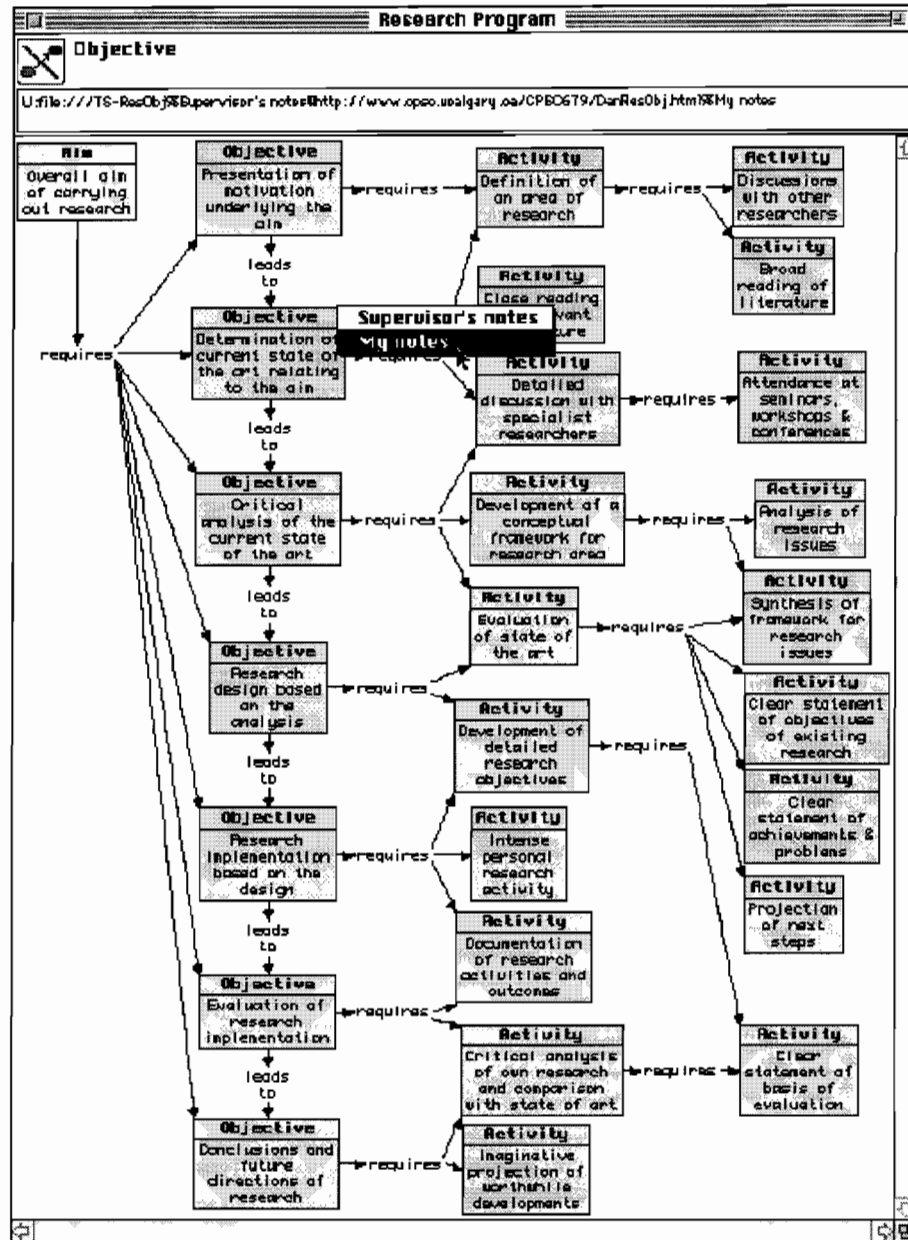 Research Program
Objective
U:file:///TS-ResObj%Supervisor's notes@http://www.cpsc.ucalgary.ca/CPSC679/DanResObj.html%My notes
Aim
Overall aim
of carrying
out research
requires
Objective
Presentation of
motivation
underlying the
aim
leads
to
Objective
Determination of
current state of
the art relating
to the aim
leads
to
Objective
Critical
analysis of the
current state
of the art
leads
to
Objective
Research
design based
on the
analysis
leads
to
Objective
Research
implementation
based on the
design
leads
to
Objective
Evaluation of
research
implementation
leads
to
Objective
Conclusions and
future
directions of
research
requires
requires
requires
requires
requires
requires
requires
Supervisor's notes
My notes
Activity
Definition of
an area of
research
Activity
Close reading
Activity
Detailed
discussion with
specialist
researchers
Activity
Development of a
conceptual
framework for
research area
Activity
Evaluation
of state of
the art
Activity
Development of
detailed
research
objectives
Activity
Intense
personal
research
activity
Activity
Documentation
of research
activities and
outcomes
Activity
Critical analysis
of own research
and comparison
with state of art
Activity
Imaginative
projection of
worthwhile
developments
requires
requires
requires
requires
requires
requires
Activity
Discussions
with other
researchers
Activity
Broad
reading of
literature
Activity
Attendance at
seminars,
workshops &
conferences
Activity
Analysis of
research
issues
Activity
Synthesis of
framework for
research
issues
Activity
Clear statement
of objectives
of existing
research
Activity
Clear
statement of
achievements &
problems
Activity
Projection
of next
steps
Activity
Clear
statement of
basis of
evaluation